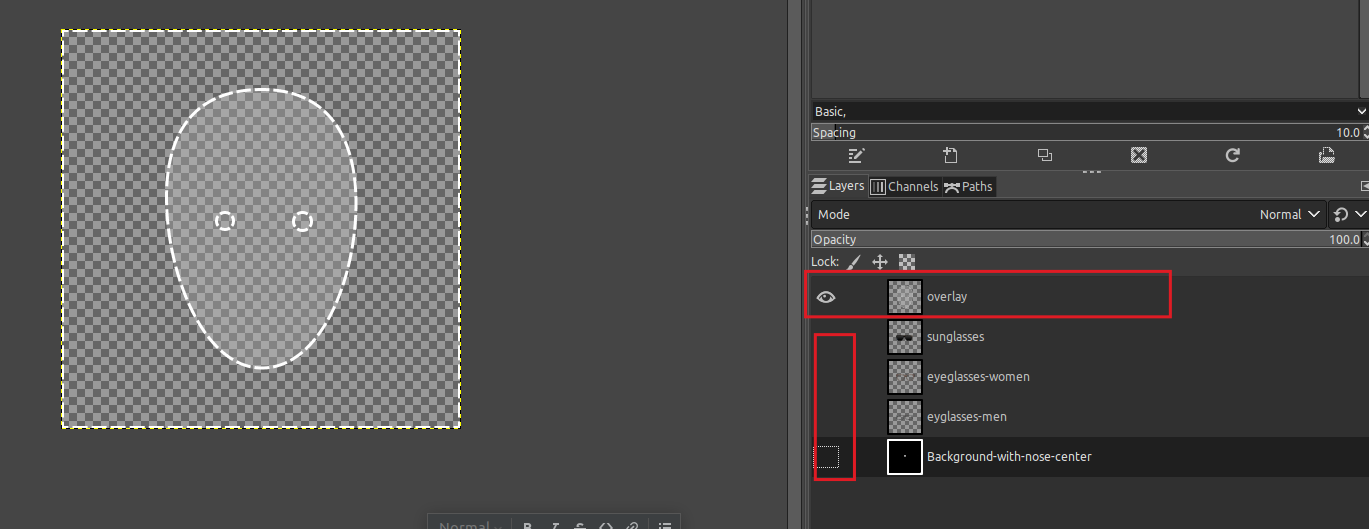 Basic,
Spacing 10.0
Layers Channels Paths
Mode Normal
Opacity 100.0
Lock:
overlay
sunglasses
eyeglasses-women
eyglasses-men
Background-with-nose-center
Normal B I S